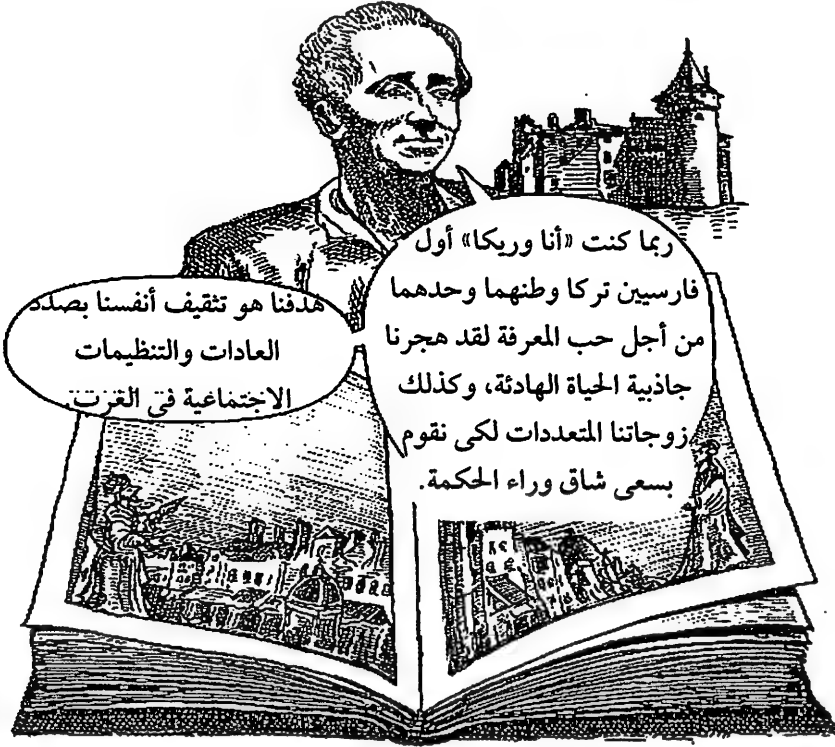 ربما كنت «أنا وريكا» أول
فارسيين تركا وطنهما وحدهما
من أجل حب المعرفة لقد هجرنا
جاذبية الحياة الهادئة، وكذلك
زوجاتنا المتعددات لكى نقوم
بسعى شاق وراء الحكمة.
هدفنا هو تثقيف أنفسنا بصدد
العادات والتنظيمات
الاجتماعية فى الغرب.